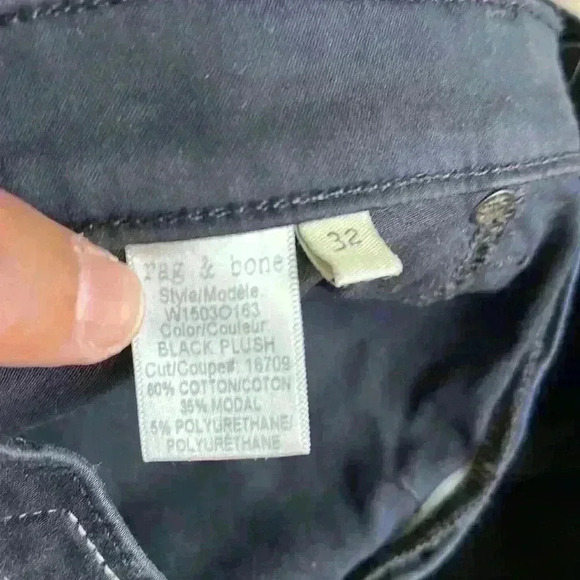 rag & bone
Style/Modèle
W1503O163
Color/Couleur
BLACK PLUSH
Cut/Coupe#: 16709
60% COTTON/COTON
35% MODAL
5% POLYURETHANE/
POLYURÉTHANE
32